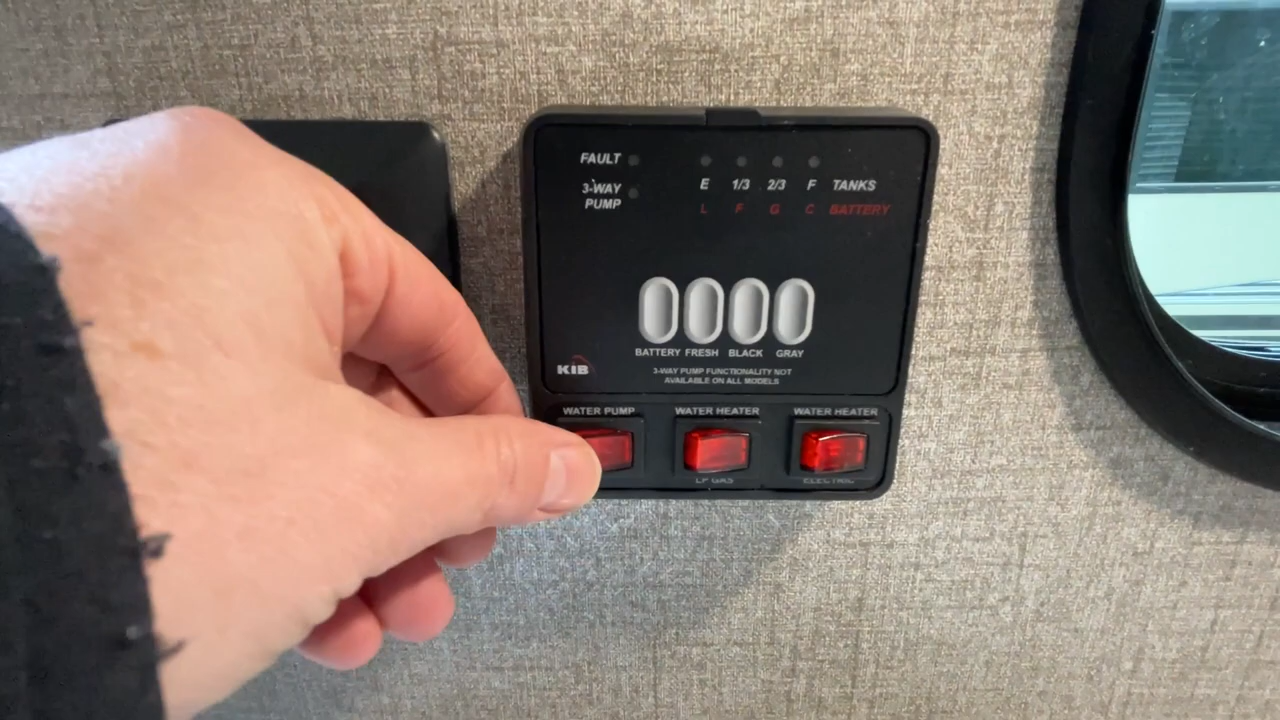 FAULT
3-WAY
PUMP
E 1/3 2/3 F TANKS
L F G C BATTERY
BATTERY FRESH BLACK GRAY
KIB
3-WAY PUMP FUNCTIONALITY NOT
AVAILABLE ON ALL MODELS
WATER PUMP WATER HEATER WATER HEATER
LP GAS ELECTRIC